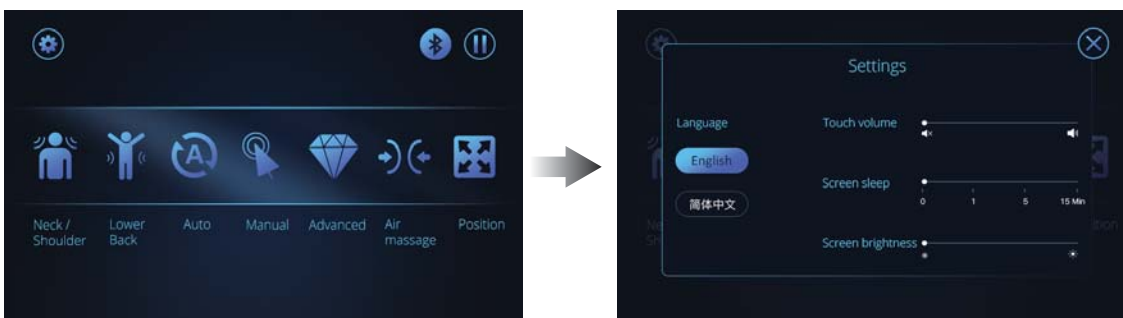 Neck /
Shoulder
Lower
Back
Auto
Manual
Advanced
Air
massage
Position
A
Settings
Language
English
简体中文
Touch volume
Screen sleep
0 1 5 15 Min
Screen brightness